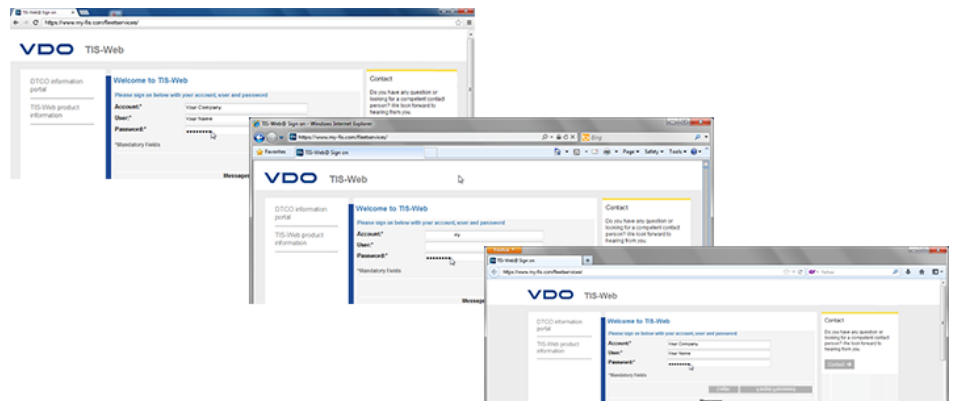 TIS-Web® Sign on
https://www.my-fis.com/fleetservices/
VDO TIS-Web
DTCO information
portal
TIS-Web product
information
Welcome to TIS-Web
Please sign on below with your account, user and password
Account:* Your Company
User:* Your Name
Password:*
*Mandatory Fields
Messages
Contact
Do you have any question or
looking for a competent contact
person? We look forward to
hearing from you.
TIS-Web® Sign on - Windows Internet Explorer
https://www.my-fis.com/fleetservices/
Bing
Favorites TIS-Web® Sign on
Page Safety Tools
VDO TIS-Web
DTCO information
portal
TIS-Web product
information
Welcome to TIS-Web
Please sign on below with your account, user and password
Account:* ny
User:*
Password:*
*Mandatory Fields
Message
Contact
Do you have any question or
looking for a competent contact
person? We look forward to
hearing from you.
Firefox
TIS-Web® Sign on
https://www.my-fis.com/fleetservices/
Yahoo
VDO TIS-Web
DTCO information
portal
TIS-Web product
information
Welcome to TIS-Web
Please sign on below with your account, user and password
Account:* Your Company
User:* Your Name
Password:*
*Mandatory Fields
Contact
Do you have any question or
looking for a competent contact
person? We look forward to
hearing from you.
Contact